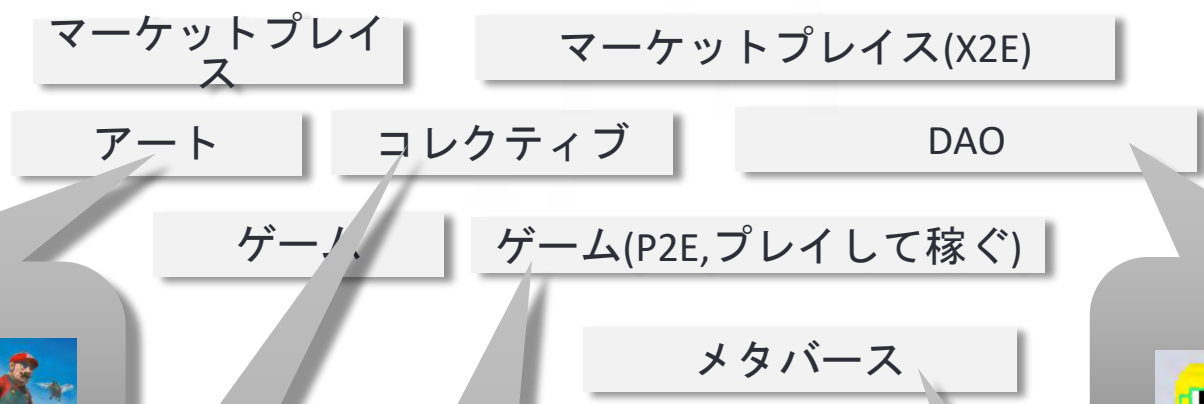 マーケットプレイ
ス
マーケットプレイス(X2E)
アート
コレクティブ
DAO
ゲーム
ゲーム(P2E,プレイして稼ぐ)
メタバース